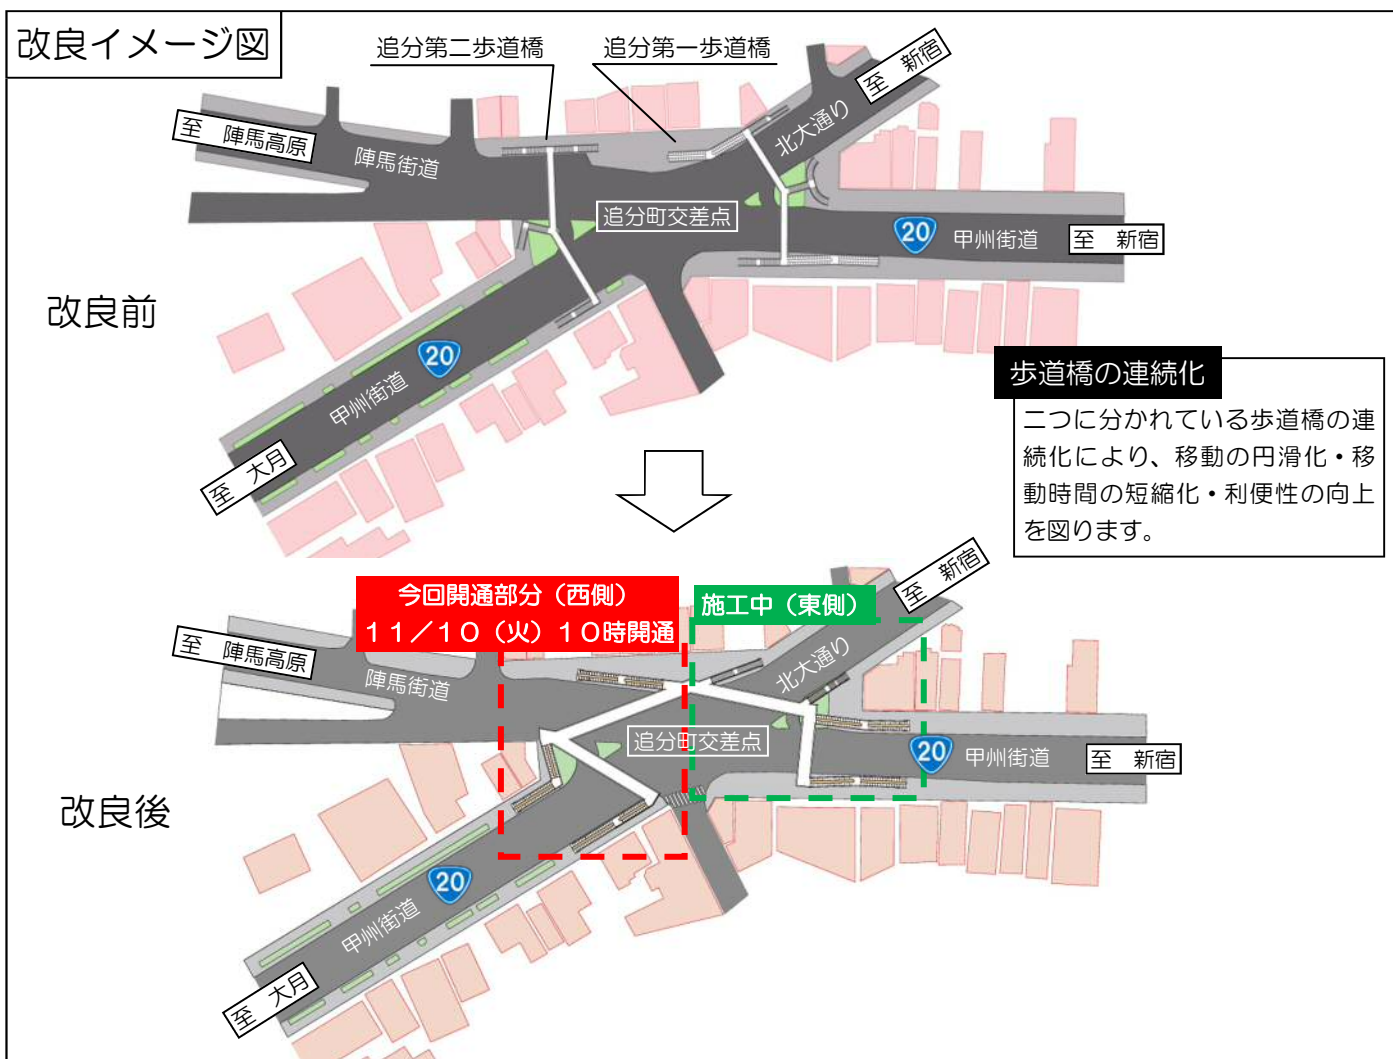 改良イメージ図
追分第二歩道橋
追分第一歩道橋
至 新宿
北大通り
至 陣馬高原
陣馬街道
追分町交差点
20
甲州街道
至 新宿
改良前
20
甲州街道
至 大月
歩道橋の連続化
二つに分かれている歩道橋の連
続化により、移動の円滑化・移
動時間の短縮化・利便性の向上
を図ります。
今回開通部分（西側）
１１／１０（火）１０時開通
施工中（東側）
至 新宿
北大通り
至 陣馬高原
陣馬街道
追分町交差点
20
甲州街道
至 新宿
改良後
20
甲州街道
至 大月